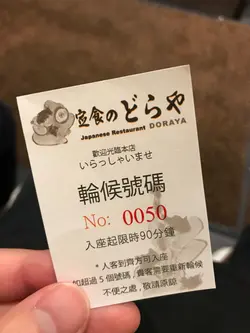 宣食のどらや
Japanese Restaurant DORAYA
歡迎光臨本店
いらっしゃいませ
輪候號碼
No: 0050
入座起限時90分鐘
* 人客到齊方可入座
如超過 5 個號碼, 貴客需要重新輪候
不便之處, 敬請原諒